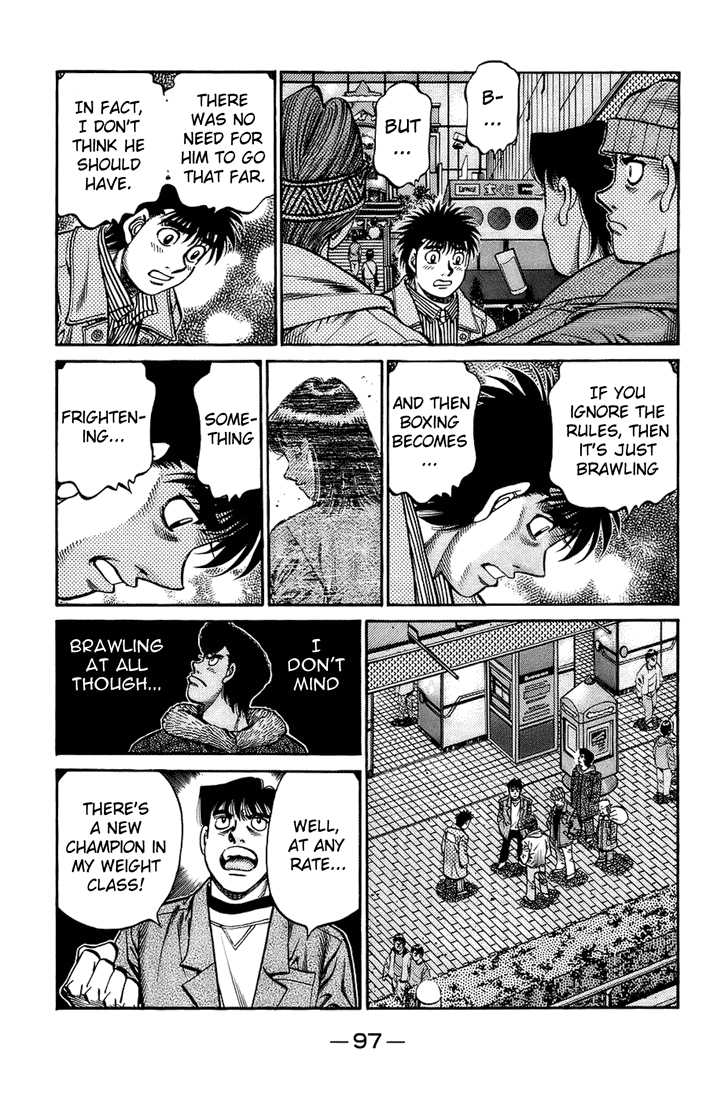 B-
...
BUT
...
THERE
WAS NO
NEED FOR
HIM TO GO
THAT FAR.
IN FACT,
I DON'T
THINK HE
SHOULD
HAVE.
IF YOU
IGNORE THE
RULES, THEN
IT'S JUST
BRAWLING
AND THEN
BOXING
BECOMES
...
SOME-
THING
FRIGHTEN-
ING...
I
DON'T
MIND
BRAWLING
AT ALL
THOUGH...
WELL,
AT ANY
RATE...
THERE'S
A NEW
CHAMPION IN
MY WEIGHT
CLASS!
— 97 —